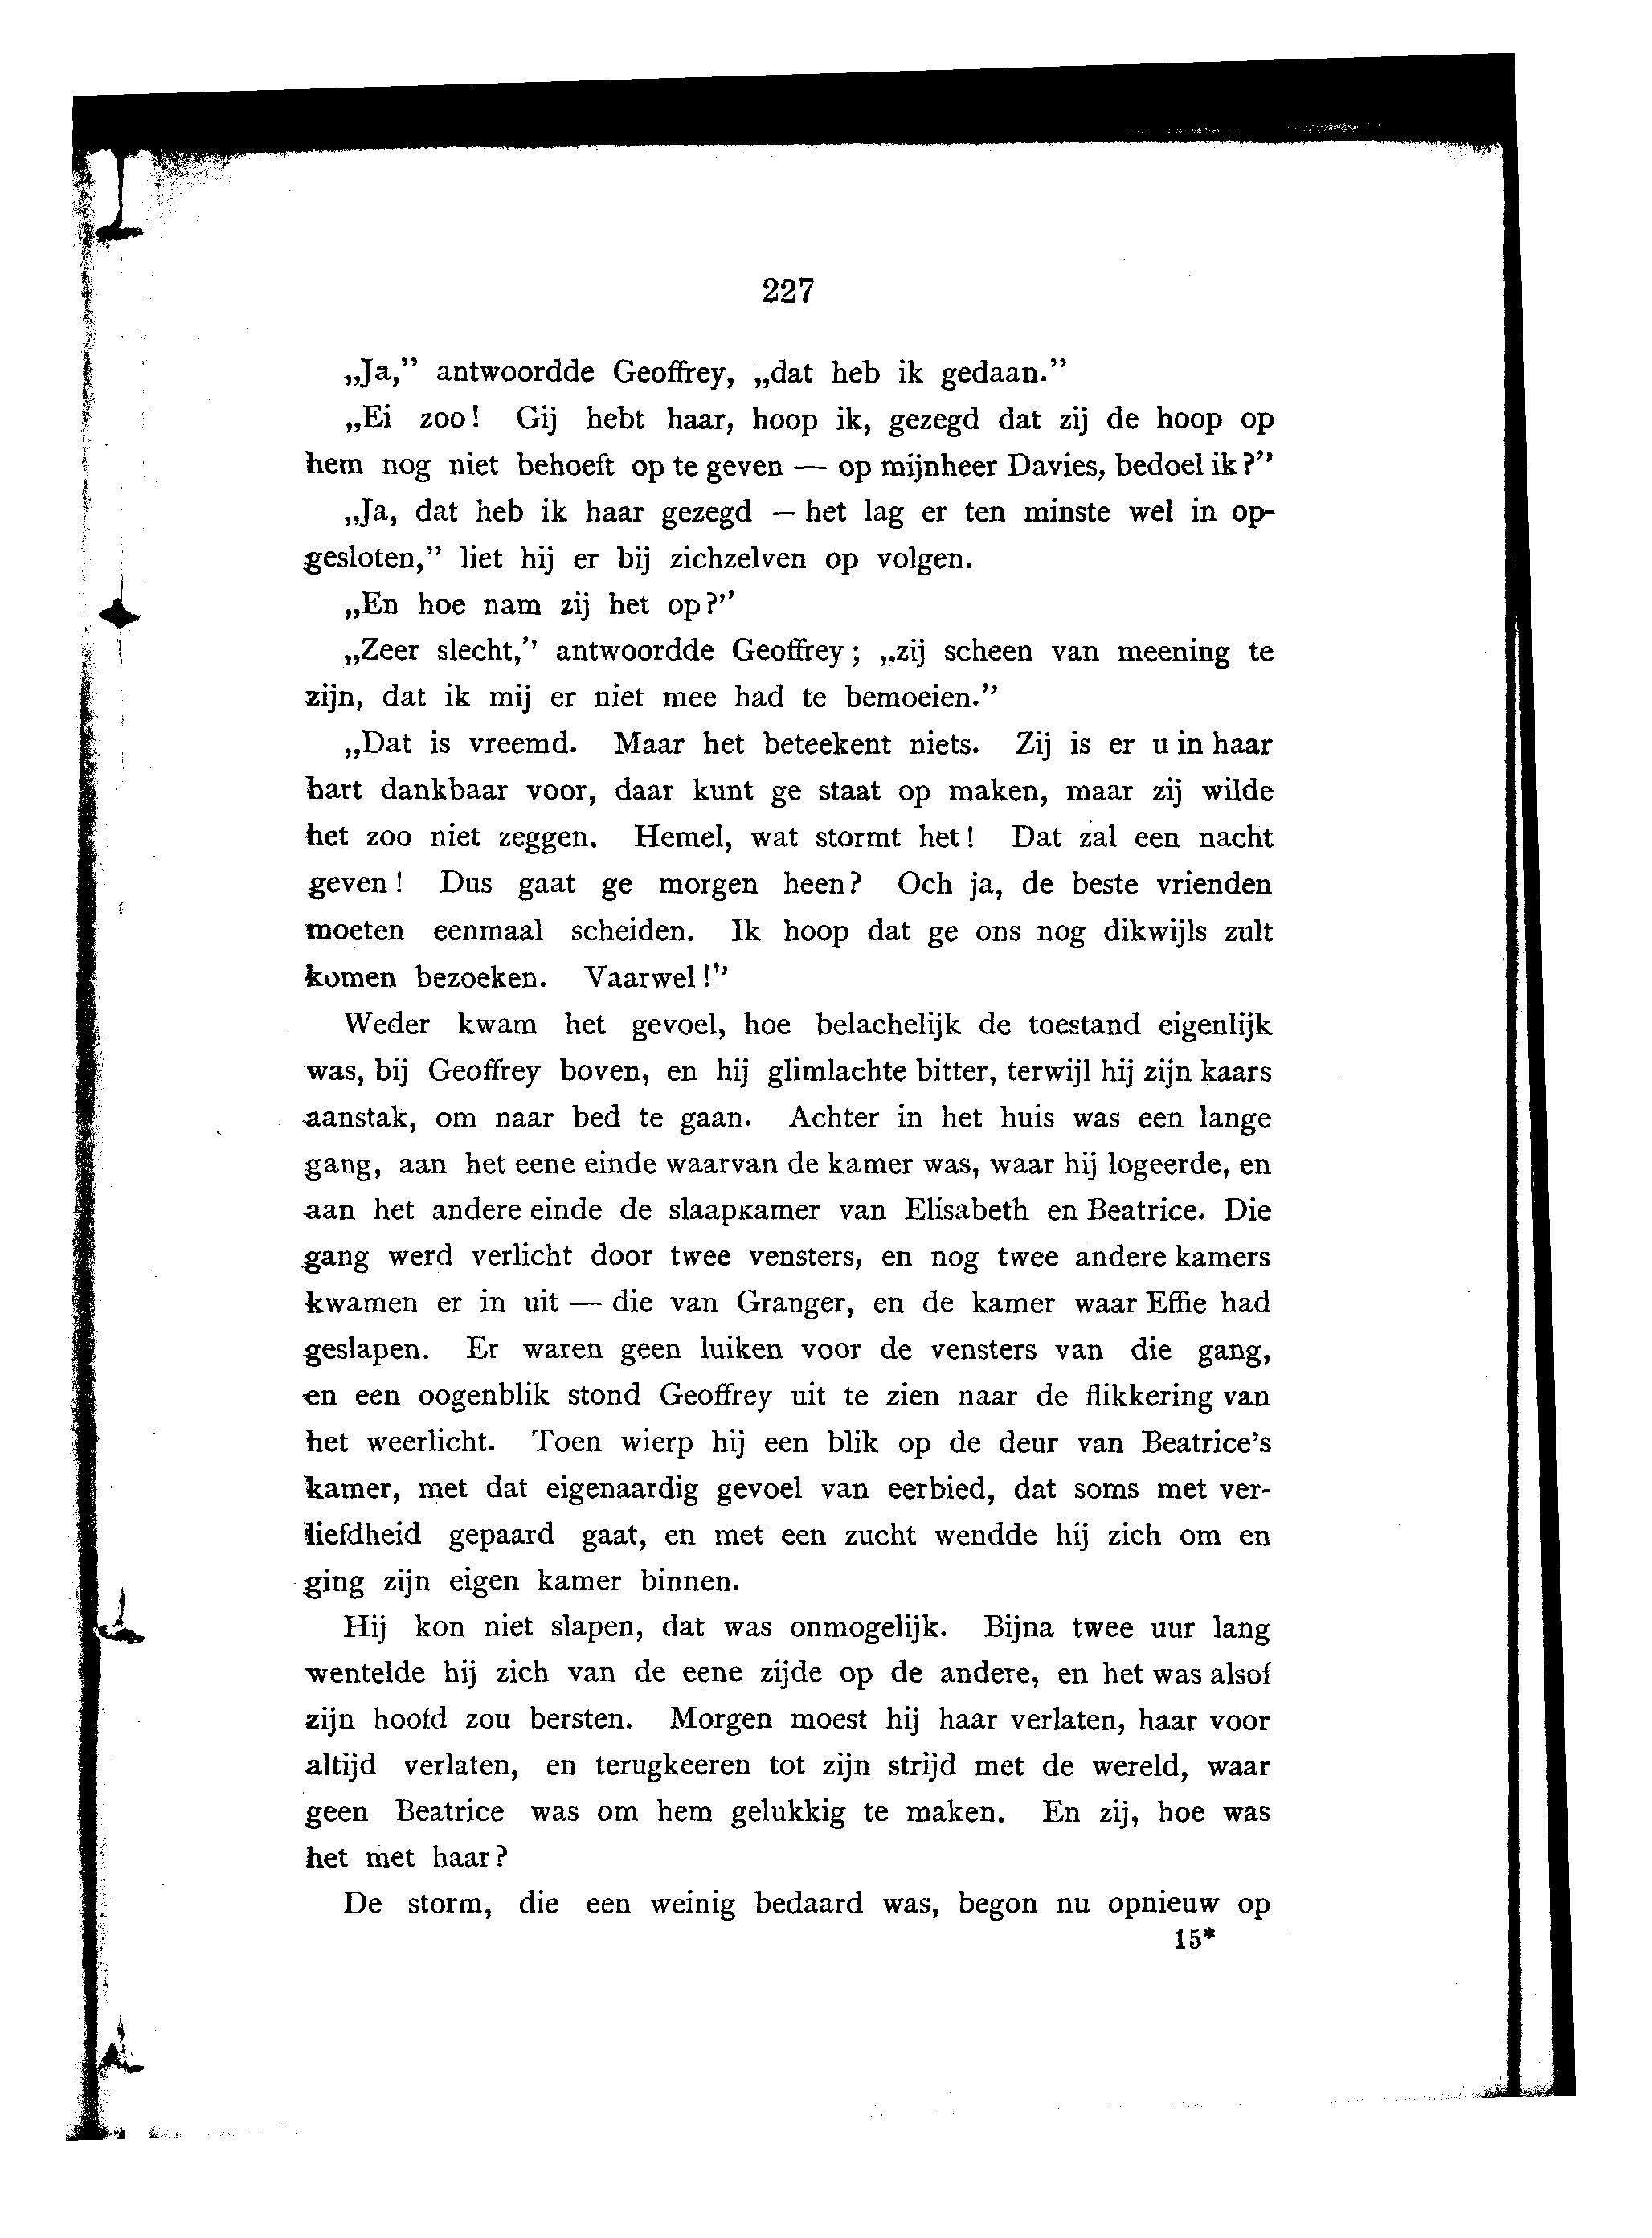 227
„Ja,” antwoordde Geoffrey, „dat heb ik gedaan.”
„Ei zoo! Gij hebt haar, hoop ik, gezegd dat zij de hoop op
hem nog niet behoeft op te geven — op mijnheer Davies, bedoel ik?”
„Ja, dat heb ik haar gezegd — het lag er ten minste wel in op-
gesloten,” liet hij er bij zichzelven op volgen.
„En hoe nam zij het op?”
„Zeer slecht,” antwoordde Geoffrey; „zij scheen van meening te
zijn, dat ik mij er niet mee had te bemoeien.”
„Dat is vreemd. Maar het beteekent niets. Zij is er u in haar
hart dankbaar voor, daar kunt ge staat op maken, maar zij wilde
het zoo niet zeggen. Hemel, wat stormt het! Dat zal een nacht
geven! Dus gaat ge morgen heen? Och ja, de beste vrienden
moeten eenmaal scheiden. Ik hoop dat ge ons nog dikwijls zult
komen bezoeken. Vaarwel!”
Weder kwam het gevoel, hoe belachelijk de toestand eigenlijk
was, bij Geoffrey boven, en hij glimlachte bitter, terwijl hij zijn kaars
aanstak, om naar bed te gaan. Achter in het huis was een lange
gang, aan het eene einde waarvan de kamer was, waar hij logeerde, en
aan het andere einde de slaapkamer van Elisabeth en Beatrice. Die
gang werd verlicht door twee vensters, en nog twee andere kamers
kwamen er in uit — die van Granger, en de kamer waar Effie had
geslapen. Er waren geen luiken voor de vensters van die gang,
en een oogenblik stond Geoffrey uit te zien naar de flikkering van
het weerlicht. Toen wierp hij een blik op de deur van Beatrice's
kamer, met dat eigenaardig gevoel van eerbied, dat soms met ver-
liefdheid gepaard gaat, en met een zucht wendde hij zich om en
ging zijn eigen kamer binnen.
Hij kon niet slapen, dat was onmogelijk. Bijna twee uur lang
wentelde hij zich van de eene zijde op de andere, en het was alsof
zijn hoofd zou bersten. Morgen moest hij haar verlaten, haar voor
altijd verlaten, en terugkeeren tot zijn strijd met de wereld, waar
geen Beatrice was om hem gelukkig te maken. En zij, hoe was
het met haar?
De storm, die een weinig bedaard was, begon nu opnieuw op
15*